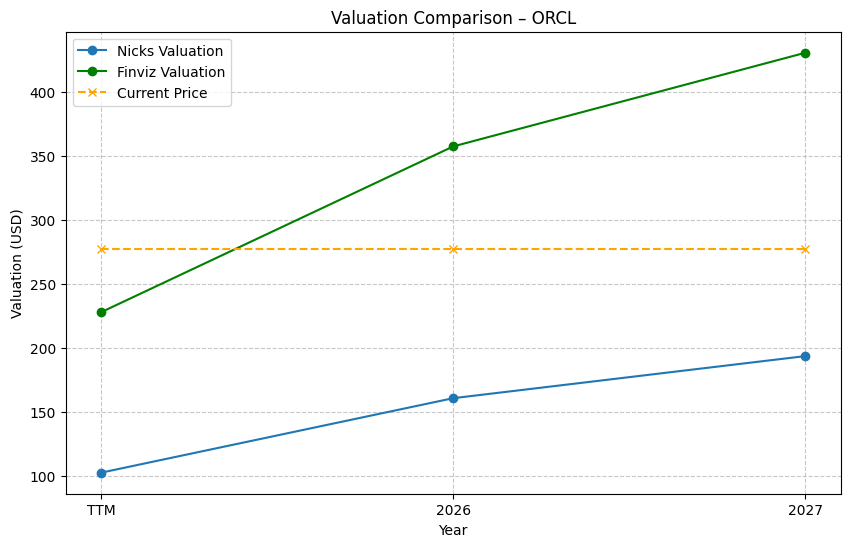 Valuation Comparison – ORCL
Nicks Valuation
Finviz Valuation
Current Price
Valuation (USD)
400
350
300
250
200
150
100
TTM
2026
2027
Year